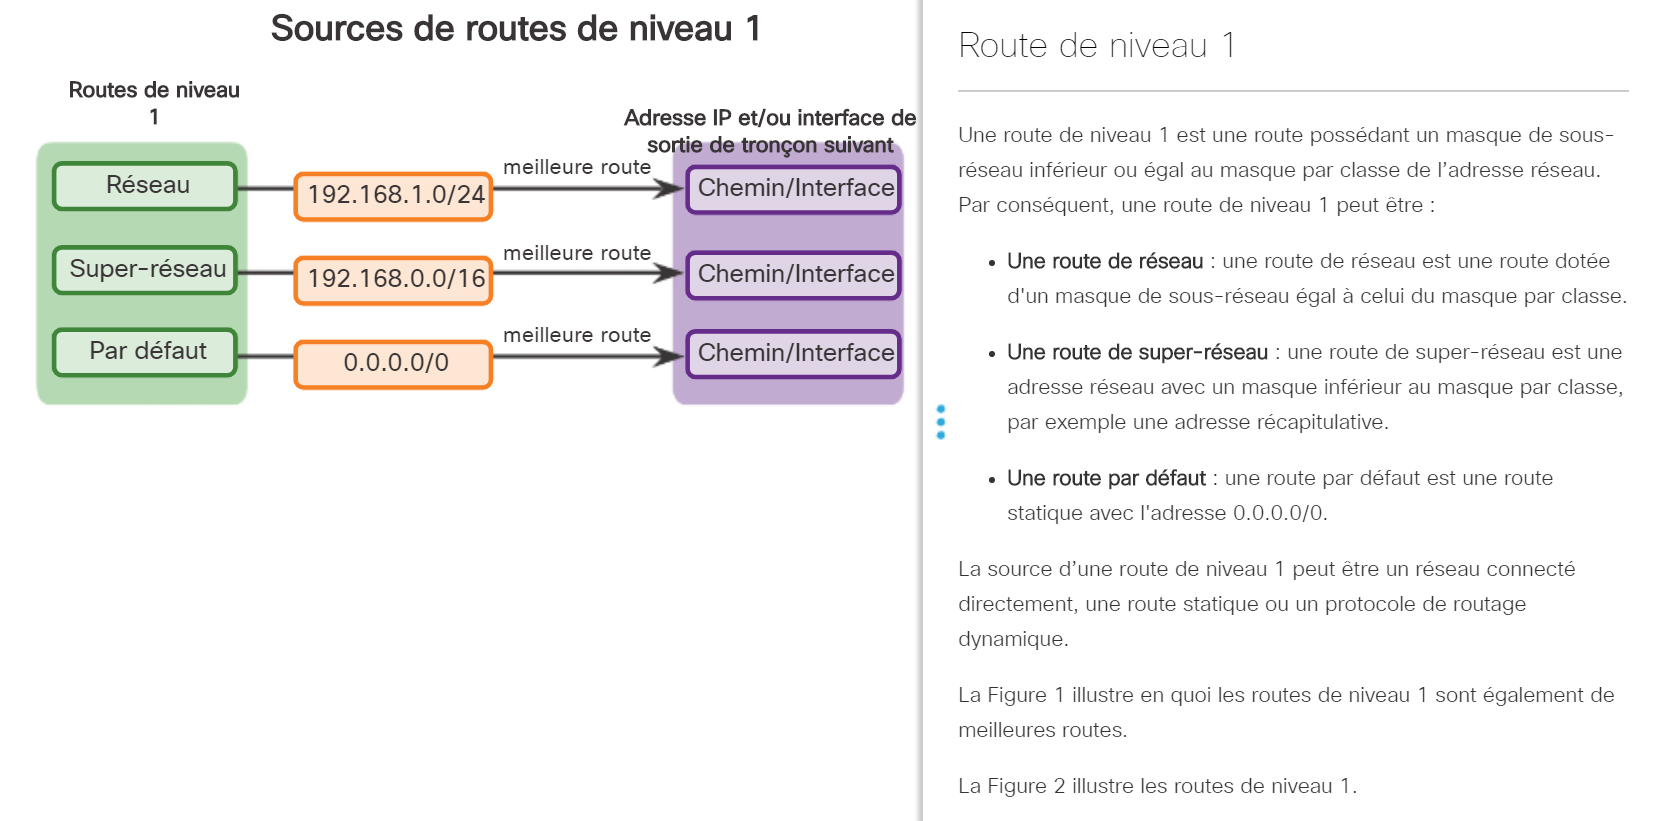 Sources de routes de niveau 1
Routes de niveau
1
Adresse IP et/ou interface de
sortie de tronçon suivant
Réseau
192.168.1.0/24
meilleure route
Chemin/Interface
Super-réseau
192.168.0.0/16
meilleure route
Chemin/Interface
Par défaut
0.0.0.0/0
meilleure route
Chemin/Interface
Route de niveau 1
Une route de niveau 1 est une route possédant un masque de sous-
réseau inférieur ou égal au masque par classe de l’adresse réseau.
Par conséquent, une route de niveau 1 peut être :
• Une route de réseau : une route de réseau est une route dotée
d'un masque de sous-réseau égal à celui du masque par classe.
• Une route de super-réseau : une route de super-réseau est une
adresse réseau avec un masque inférieur au masque par classe,
par exemple une adresse récapitulative.
• Une route par défaut : une route par défaut est une route
statique avec l'adresse 0.0.0.0/0.
La source d’une route de niveau 1 peut être un réseau connecté
directement, une route statique ou un protocole de routage
dynamique.
La Figure 1 illustre en quoi les routes de niveau 1 sont également de
meilleures routes.
La Figure 2 illustre les routes de niveau 1.